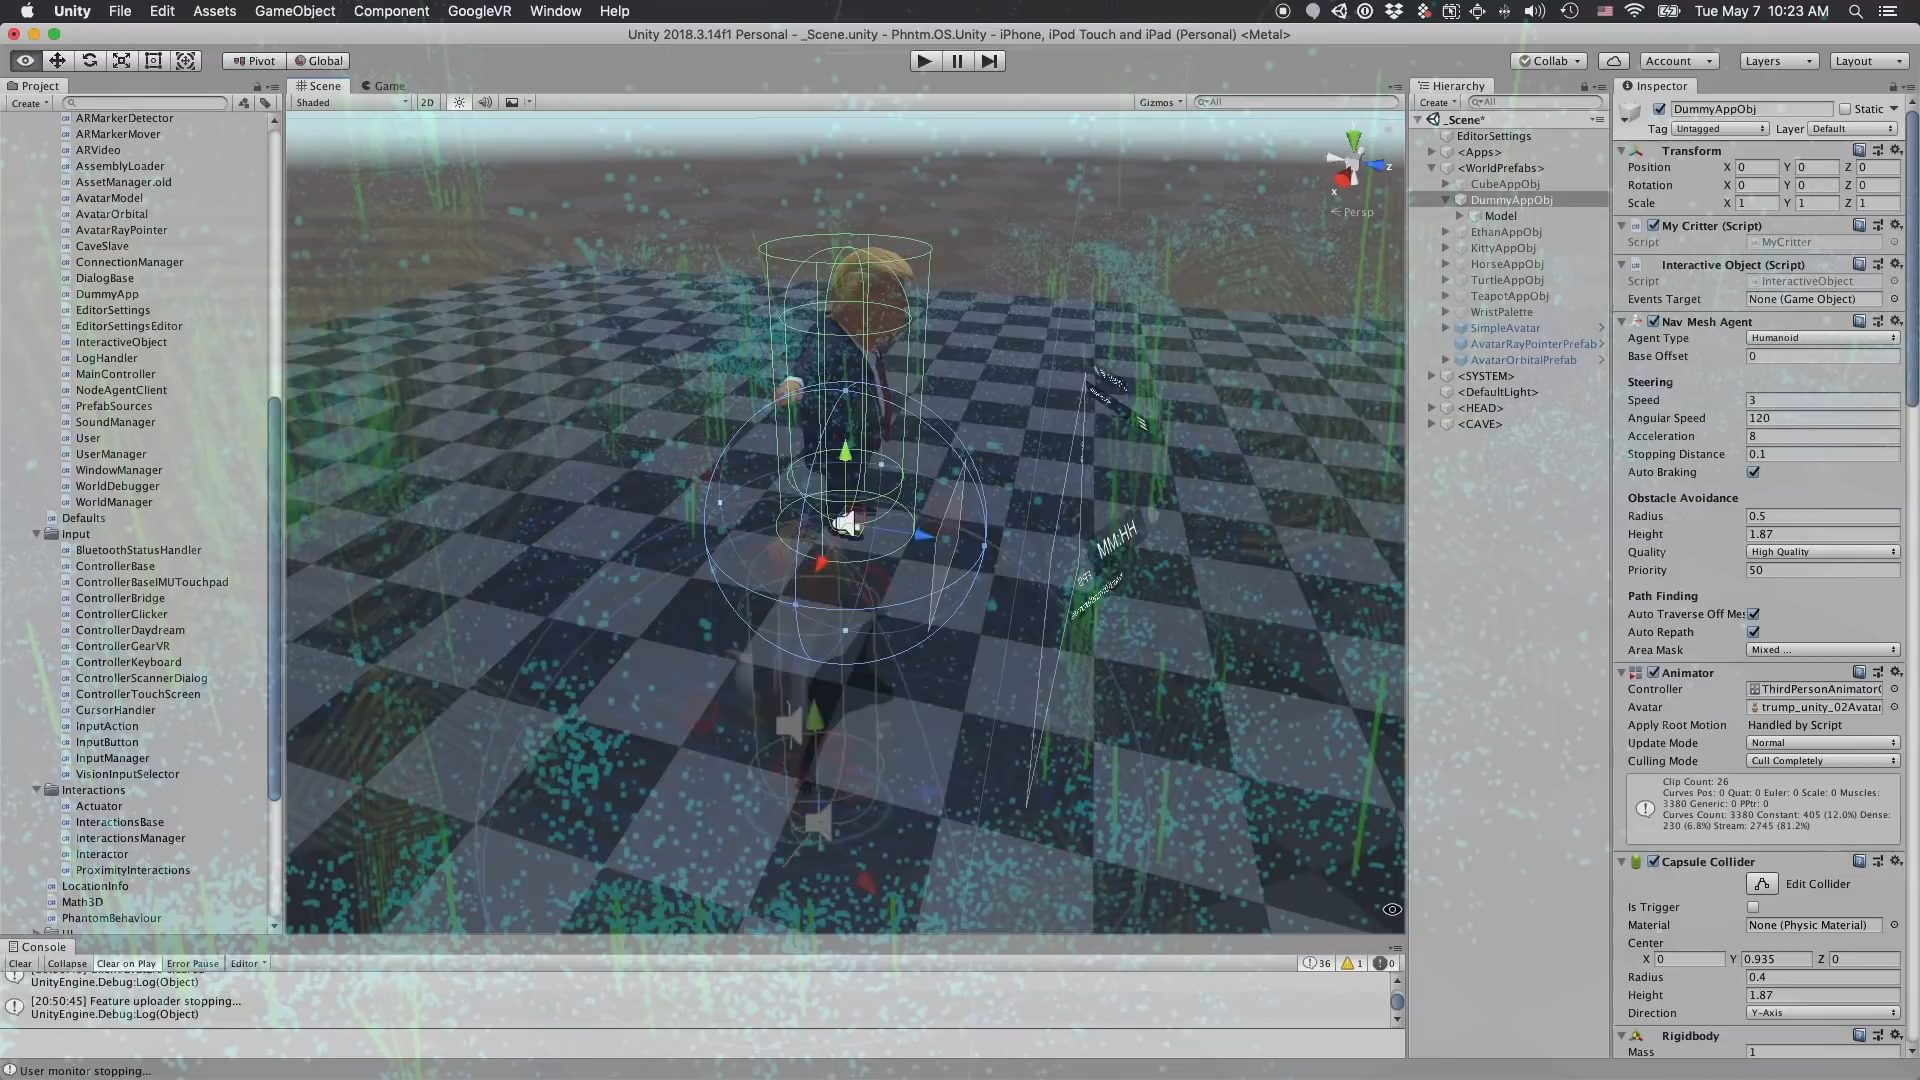 Unity File Edit Assets GameObject Component GoogleVR Window Help Tue May 7 10:23 AM
Unity 2018.3.14f1 Personal - _Scene.unity - Phntm.OS.Unity - iPhone, iPod Touch and iPad (Personal) <Metal>
Pivot Global Collab Account Layers Layout
Project
Create
ARMarkerDetector
ARMarkerMover
ARVideo
AssemblyLoader
AssetManager.old
AvatarModel
AvatarOrbital
AvatarRayPointer
CaveSlave
ConnectionManager
DialogBase
DummyApp
EditorSettings
EditorSettingsEditor
InteractiveObject
LogHandler
MainController
NodeAgentClient
PrefabSources
SoundManager
User
UserManager
WindowManager
WorldDebugger
WorldManager
Defaults
Input
BluetoothStatusHandler
ControllerBase
ControllerBaseIMUTouchpad
ControllerBridge
ControllerClicker
ControllerDaydream
ControllerGearVR
ControllerKeyboard
ControllerScannerDialog
ControllerTouchScreen
CursorHandler
InputAction
InputButton
InputManager
VisionInputSelector
Interactions
Actuator
InteractionsBase
InteractionsManager
Interactor
ProximityInteractions
LocationInfo
Math3D
PhantomBehaviour
UI
Scene Game
Shaded 2D Gizmos All
z
x
Persp
MM:HH
Hierarchy
Create All
_Scene*
EditorSettings
<Apps>
<WorldPrefabs>
CubeAppObj
DummyAppObj
Model
EthanAppObj
KittyAppObj
HorseAppObj
TurtleAppObj
TeapotAppObj
WristPalette
SimpleAvatar
AvatarRayPointerPrefab
AvatarOrbitalPrefab
<SYSTEM>
<DefaultLight>
<HEAD>
<CAVE>
Inspector
DummyAppObj Static
Tag Untagged Layer Default
Transform
Position X 0 Y 0 Z 0
Rotation X 0 Y 0 Z 0
Scale X 1 Y 1 Z 1
My Critter (Script)
Script MyCritter
Interactive Object (Script)
Script InteractiveObject
Events Target None (Game Object)
Nav Mesh Agent
Agent Type Humanoid
Base Offset 0
Steering
Speed 3
Angular Speed 120
Acceleration 8
Stopping Distance 0.1
Auto Braking
Obstacle Avoidance
Radius 0.5
Height 1.87
Quality High Quality
Priority 50
Path Finding
Auto Traverse Off Mes
Auto Repath
Area Mask Mixed ...
Animator
Controller ThirdPersonAnimator
Avatar trump_unity_02Avatar
Apply Root Motion Handled by Script
Update Mode Normal
Culling Mode Cull Completely
Clip Count: 26
Curves Pos: 0 Quat: 0 Euler: 0 Scale: 0 Muscles:
3380 Generic: 0 PPtr: 0
Curves Count: 3380 Constant: 405 (12.0%) Dense:
230 (6.8%) Stream: 2745 (81.2%)
Capsule Collider
Edit Collider
Is Trigger
Material None (Physic Material)
Center
X 0 Y 0.935 Z 0
Radius 0.4
Height 1.87
Direction Y-Axis
Rigidbody
Mass 1
Console
Clear Collapse Clear on Play Error Pause Editor 36 1 0
UnityEngine.Debug:Log(Object)
[20:50:45] Feature uploader stopping...
UnityEngine.Debug:Log(Object)
User monitor stopping...